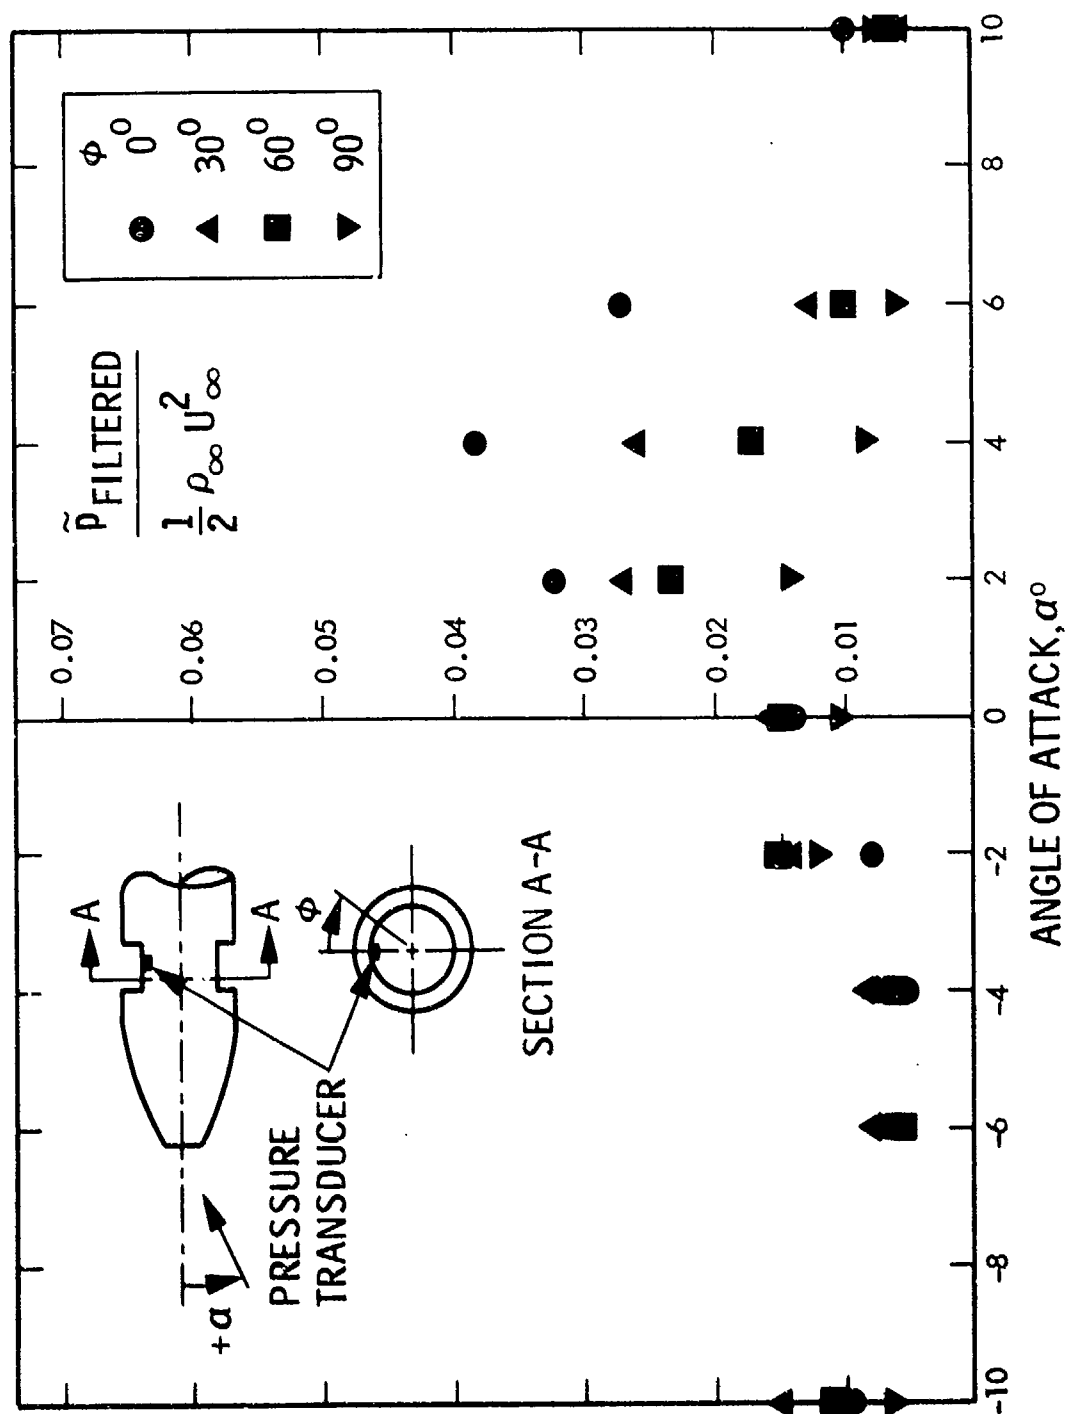 0.07
0.06
0.05
0.04
0.03
0.02
0.01
-10
-8
-6
-4
-2
0
2
4
6
8
10
ANGLE OF ATTACK, α°
p̃ FILTERED
1/2 ρ∞ U²∞
ϕ
0°
30°
60°
90°
+α
PRESSURE
TRANSDUCER
A
A
ϕ
SECTION A-A